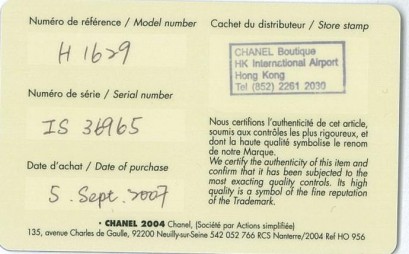 Numéro de référence / Model number
H 1629
Numéro de série / Serial number
IS 36965
Date d'achat / Date of purchase
5 . Sept. 2007
Cachet du distributeur / Store stamp
CHANEL Boutique
HK International Airport
Hong Kong
Tel (852) 2261 2030
Nous certifions l'authenticité de cet article,
soumis aux contrôles les plus rigoureux, et
dont la haute qualité symbolise le renom
de notre Marque.
We certify the authenticity of this item and
confirm that it has been subjected to the
most exacting quality controls. Its high
quality is a symbol of the fine reputation
of the Trademark.
• CHANEL 2004 Chanel, (Société par Actions simplifiée)
135, avenue Charles de Gaulle, 92200 Neuilly-sur-Seine 542 052 766 RCS Nanterre/2004 Ref HO 956